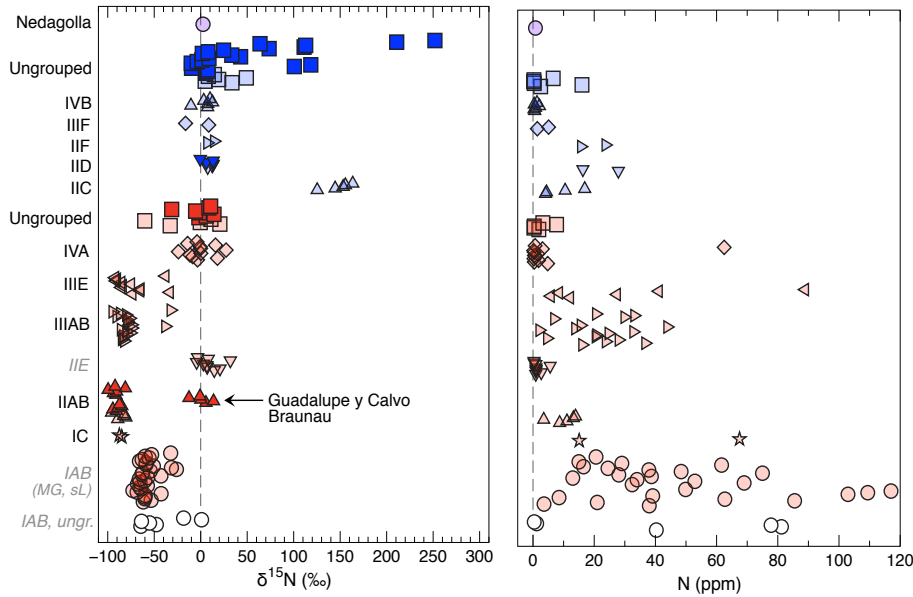 Nedagolla
Ungrouped
IVB
IIIF
IIF
IID
IIC
Ungrouped
IVA
IIIE
IIIAB
IIE
IIAB
IC
IAB
(MG, sL)
IAB, ungr.
Guadalupe y Calvo
Braunau
−100 −50 0 50 100 150 200 250 300
δ15N (‰)
0 20 40 60 80 100 120
N (ppm)